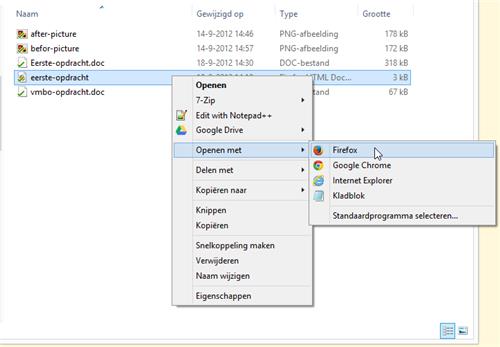 Naam Gewijzigd op Type Grootte
after-picture 14-9-2012 14:46 PNG-afbeelding 178 kB
befor-picture 14-9-2012 14:57 PNG-afbeelding 172 kB
Eerste-opdracht.doc 18-9-2012 14:30 DOC-bestand 318 kB
eerste-opdracht HTML Doc... 3 kB
vmbo-opdracht.doc bestand 67 kB
Openen
7-Zip
Edit with Notepad++
Google Drive
Openen met
Firefox
Google Chrome
Internet Explorer
Kladblok
Standaardprogramma selecteren...
Delen met
Kopiëren naar
Knippen
Kopiëren
Snelkoppeling maken
Verwijderen
Naam wijzigen
Eigenschappen